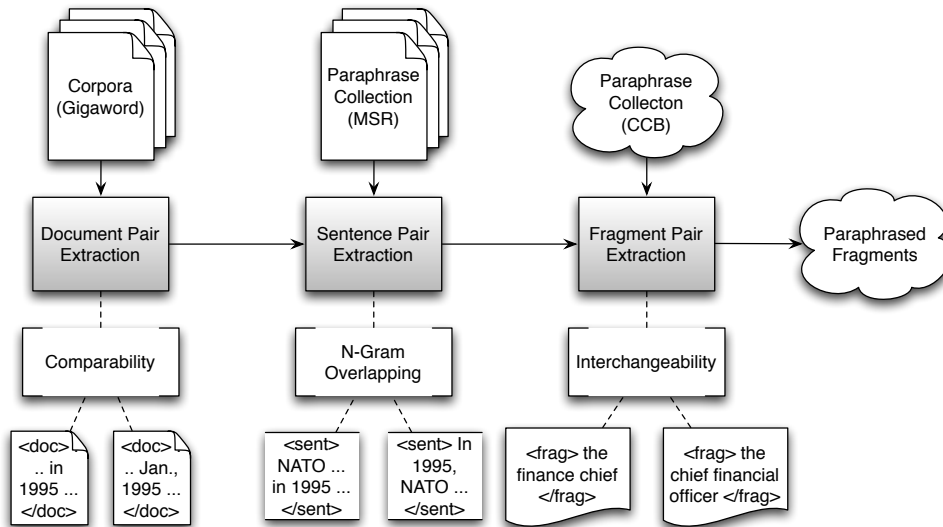 Corpora
(Gigaword)
Paraphrase
Collection
(MSR)
Paraphrase
Collecton
(CCB)
Document Pair
Extraction
Sentence Pair
Extraction
Fragment Pair
Extraction
Paraphrased
Fragments
Comparability
N-Gram
Overlapping
Interchangeability
<doc>
.. in
1995 ...
</doc>
<doc>
.. Jan.,
1995 ...
</doc>
<sent>
NATO ...
in 1995 ...
</sent>
<sent> In
1995,
NATO ...
</sent>
<frag> the
finance chief
</frag>
<frag> the
chief financial
officer </frag>